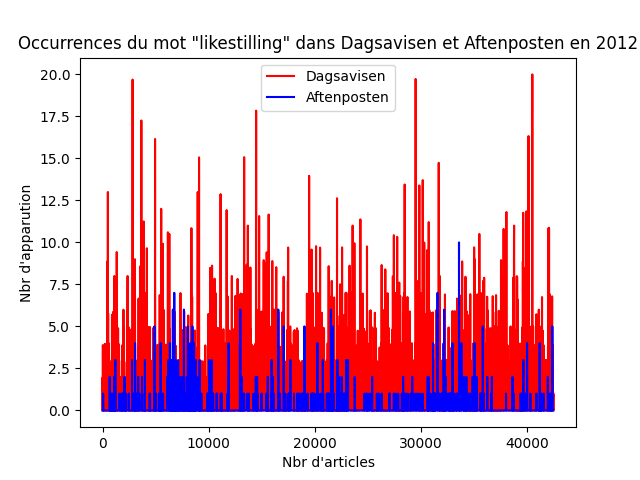 Occurrences du mot "likestilling" dans Dagsavisen et Aftenposten en 2012
Dagsavisen
Aftenposten
20.0
17.5
15.0
12.5
10.0
7.5
5.0
2.5
0.0
Nbr d'apparution
0 10000 20000 30000 40000
Nbr d'articles